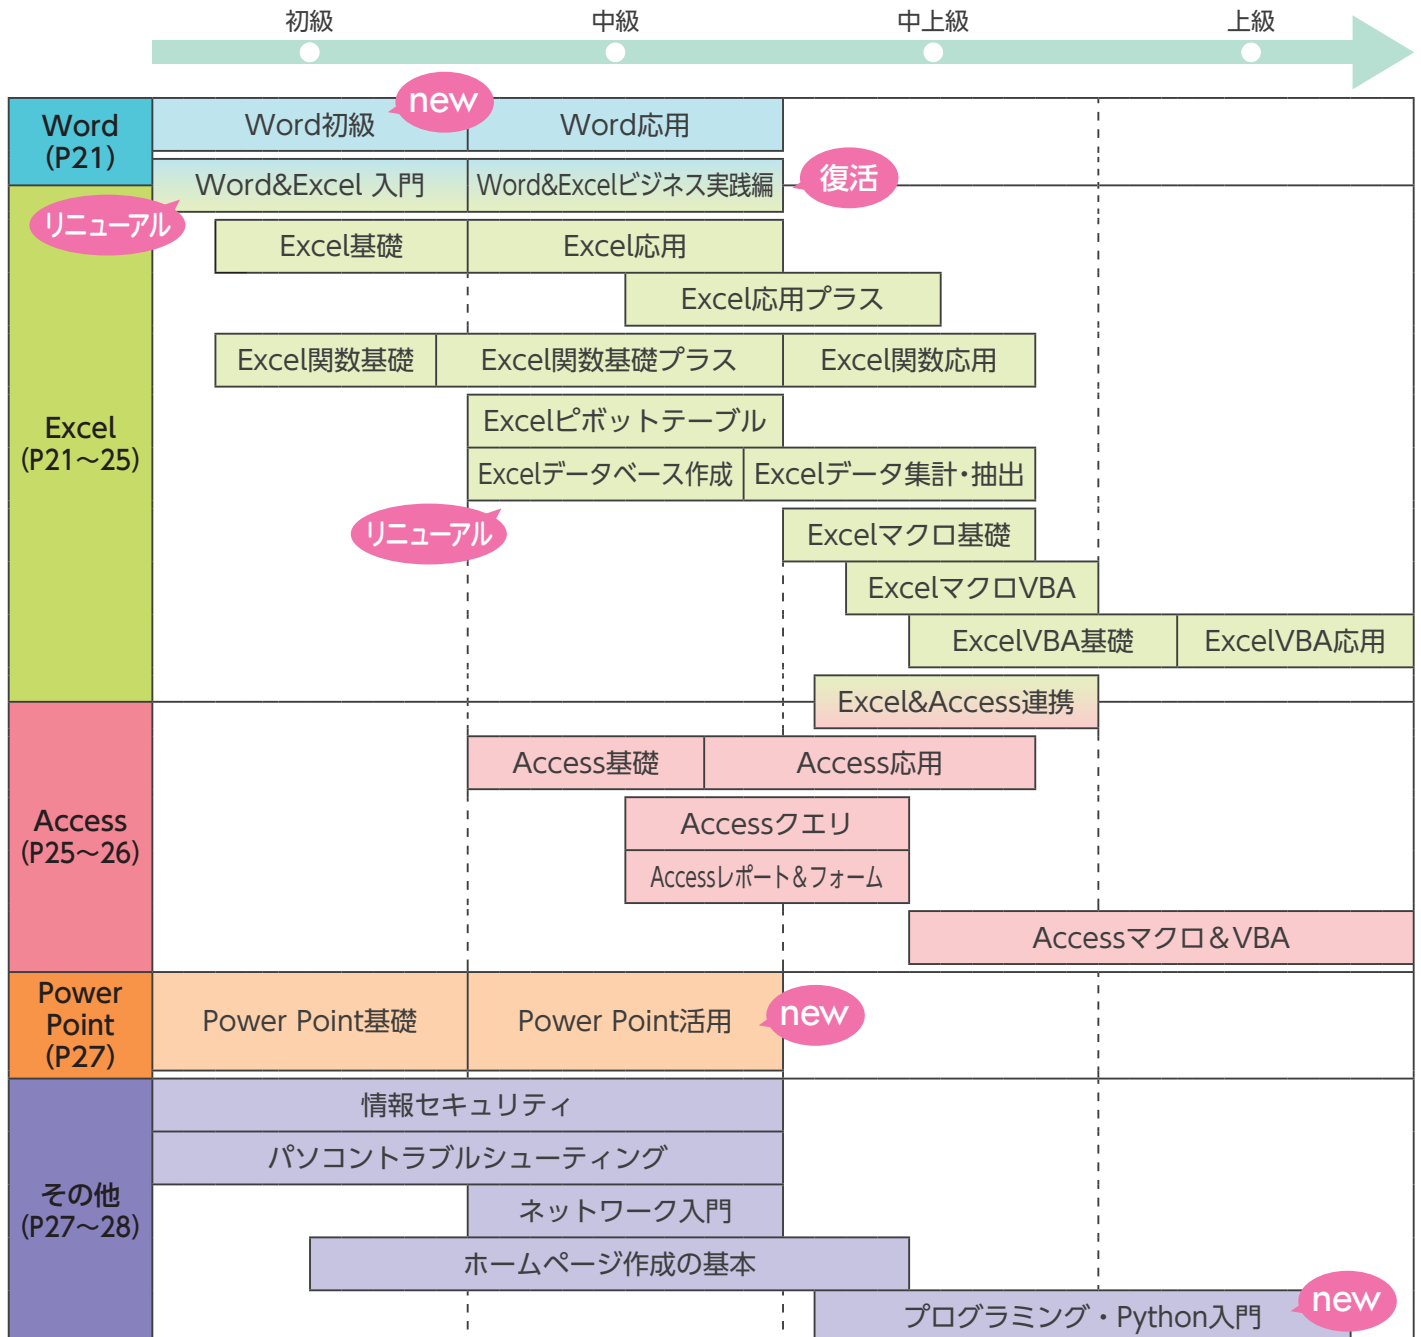 初級 中級 中上級 上級
Word
(P21)
Word初級
new
Word応用
Word&Excel 入門
Word&Excelビジネス実践編
復活
リニューアル
Excel
(P21～25)
Excel基礎
Excel応用
Excel応用プラス
Excel関数基礎
Excel関数基礎プラス
Excel関数応用
Excelピボットテーブル
Excelデータベース作成
Excelデータ集計・抽出
リニューアル
Excelマクロ基礎
ExcelマクロVBA
ExcelVBA基礎
ExcelVBA応用
Excel&Access連携
Access
(P25～26)
Access基礎
Access応用
Accessクエリ
Accessレポート＆フォーム
Accessマクロ＆VBA
Power
Point
(P27)
Power Point基礎
Power Point活用
new
その他
(P27～28)
情報セキュリティ
パソコントラブルシューティング
ネットワーク入門
ホームページ作成の基本
プログラミング・Python入門
new